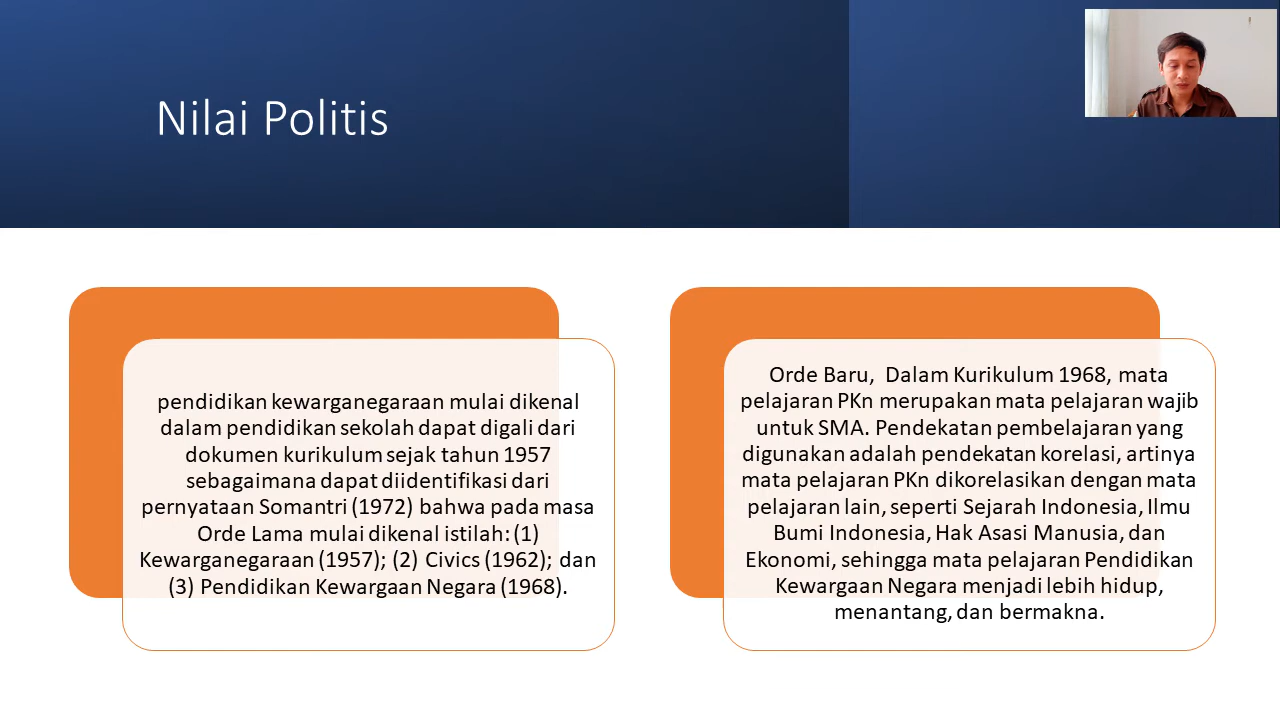 Nilai Politis
pendidikan kewarganegaraan mulai dikenal
dalam pendidikan sekolah dapat digali dari
dokumen kurikulum sejak tahun 1957
sebagaimana dapat diidentifikasi dari
pernyataan Somantri (1972) bahwa pada masa
Orde Lama mulai dikenal istilah: (1)
Kewarganegaraan (1957); (2) Civics (1962); dan
(3) Pendidikan Kewargaan Negara (1968).
Orde Baru, Dalam Kurikulum 1968, mata
pelajaran PKn merupakan mata pelajaran wajib
untuk SMA. Pendekatan pembelajaran yang
digunakan adalah pendekatan korelasi, artinya
mata pelajaran PKn dikorelasikan dengan mata
pelajaran lain, seperti Sejarah Indonesia, Ilmu
Bumi Indonesia, Hak Asasi Manusia, dan
Ekonomi, sehingga mata pelajaran Pendidikan
Kewargaan Negara menjadi lebih hidup,
menantang, dan bermakna.